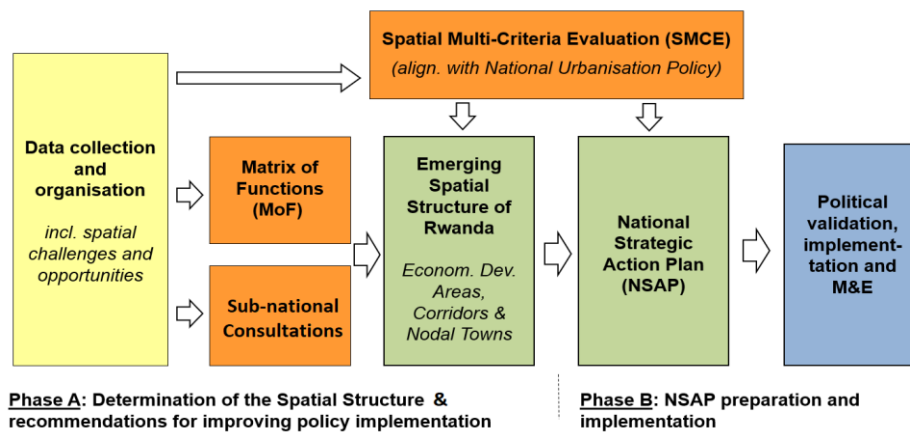 Spatial Multi-Criteria Evaluation (SMCE)
(align. with National Urbanisation Policy)
Data collection
and
organisation
incl. spatial
challenges and
opportunities
Matrix of
Functions
(MoF)
Sub-national
Consultations
Emerging
Spatial
Structure of
Rwanda
Econom. Dev.
Areas,
Corridors &
Nodal Towns
National
Strategic
Action Plan
(NSAP)
Political
validation,
implemen-
tation and
M&E
Phase A: Determination of the Spatial Structure &
recommendations for improving policy implementation
Phase B: NSAP preparation and
implementation